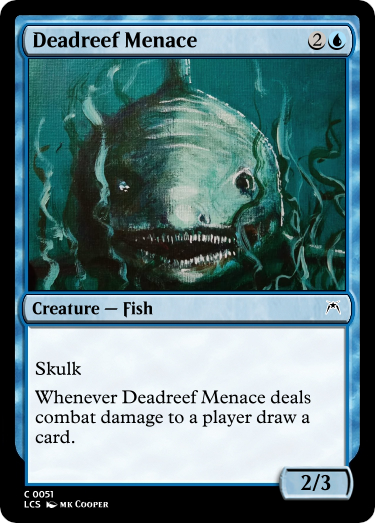 Deadreef Menace 2
Creature — Fish
Skulk
Whenever Deadreef Menace deals
combat damage to a player draw a
card.
2/3
C 0051
LCS MK COOPER